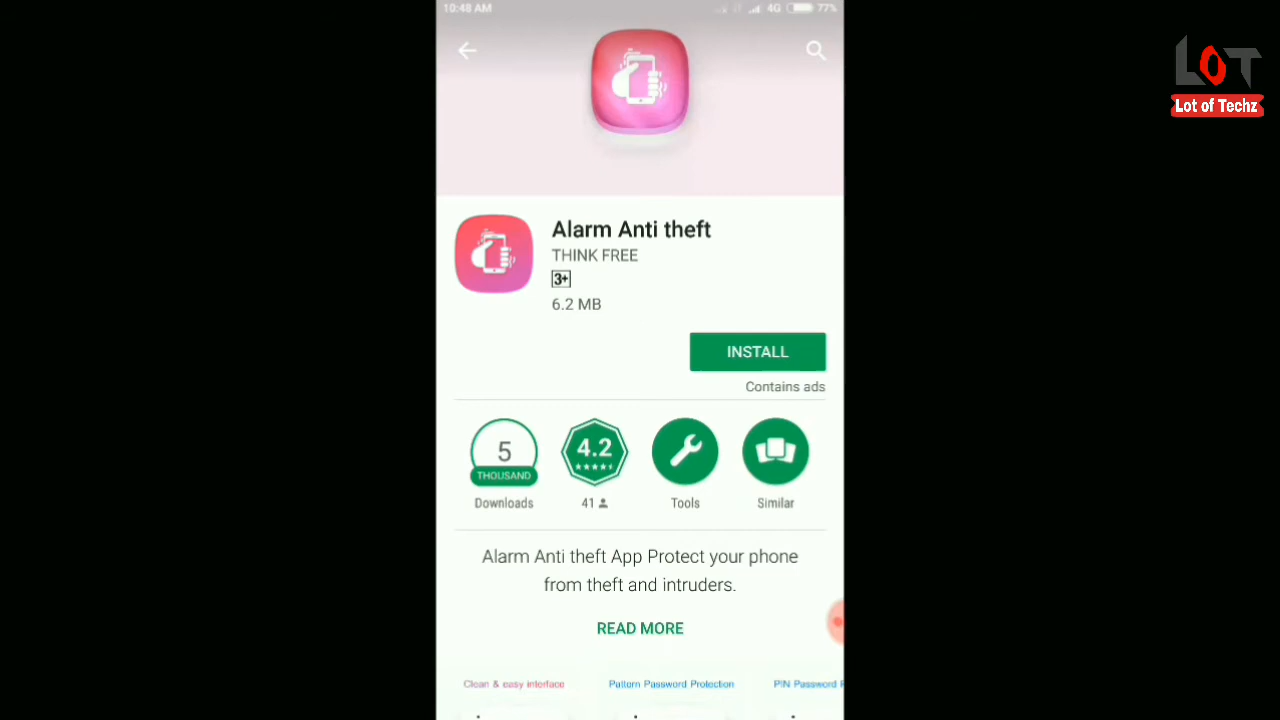 10:48 AM
4G
77%
LOT
Lot of Techz
Alarm Anti theft
THINK FREE
3+
6.2 MB
INSTALL
Contains ads
5
THOUSAND
Downloads
4.2
41
Tools
Similar
Alarm Anti theft App Protect your phone
from theft and intruders.
READ MORE
Clean & easy interface
Pattern Password Protection
PIN Password